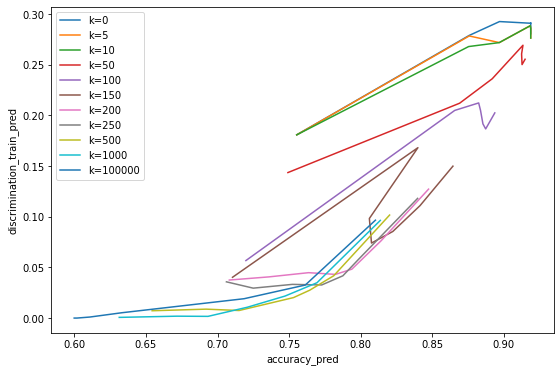 k=0
k=5
k=10
k=50
k=100
k=150
k=200
k=250
k=500
k=1000
k=100000
discrimination_train_pred
0.30
0.25
0.20
0.15
0.10
0.05
0.00
0.60 0.65 0.70 0.75 0.80 0.85 0.90
accuracy_pred